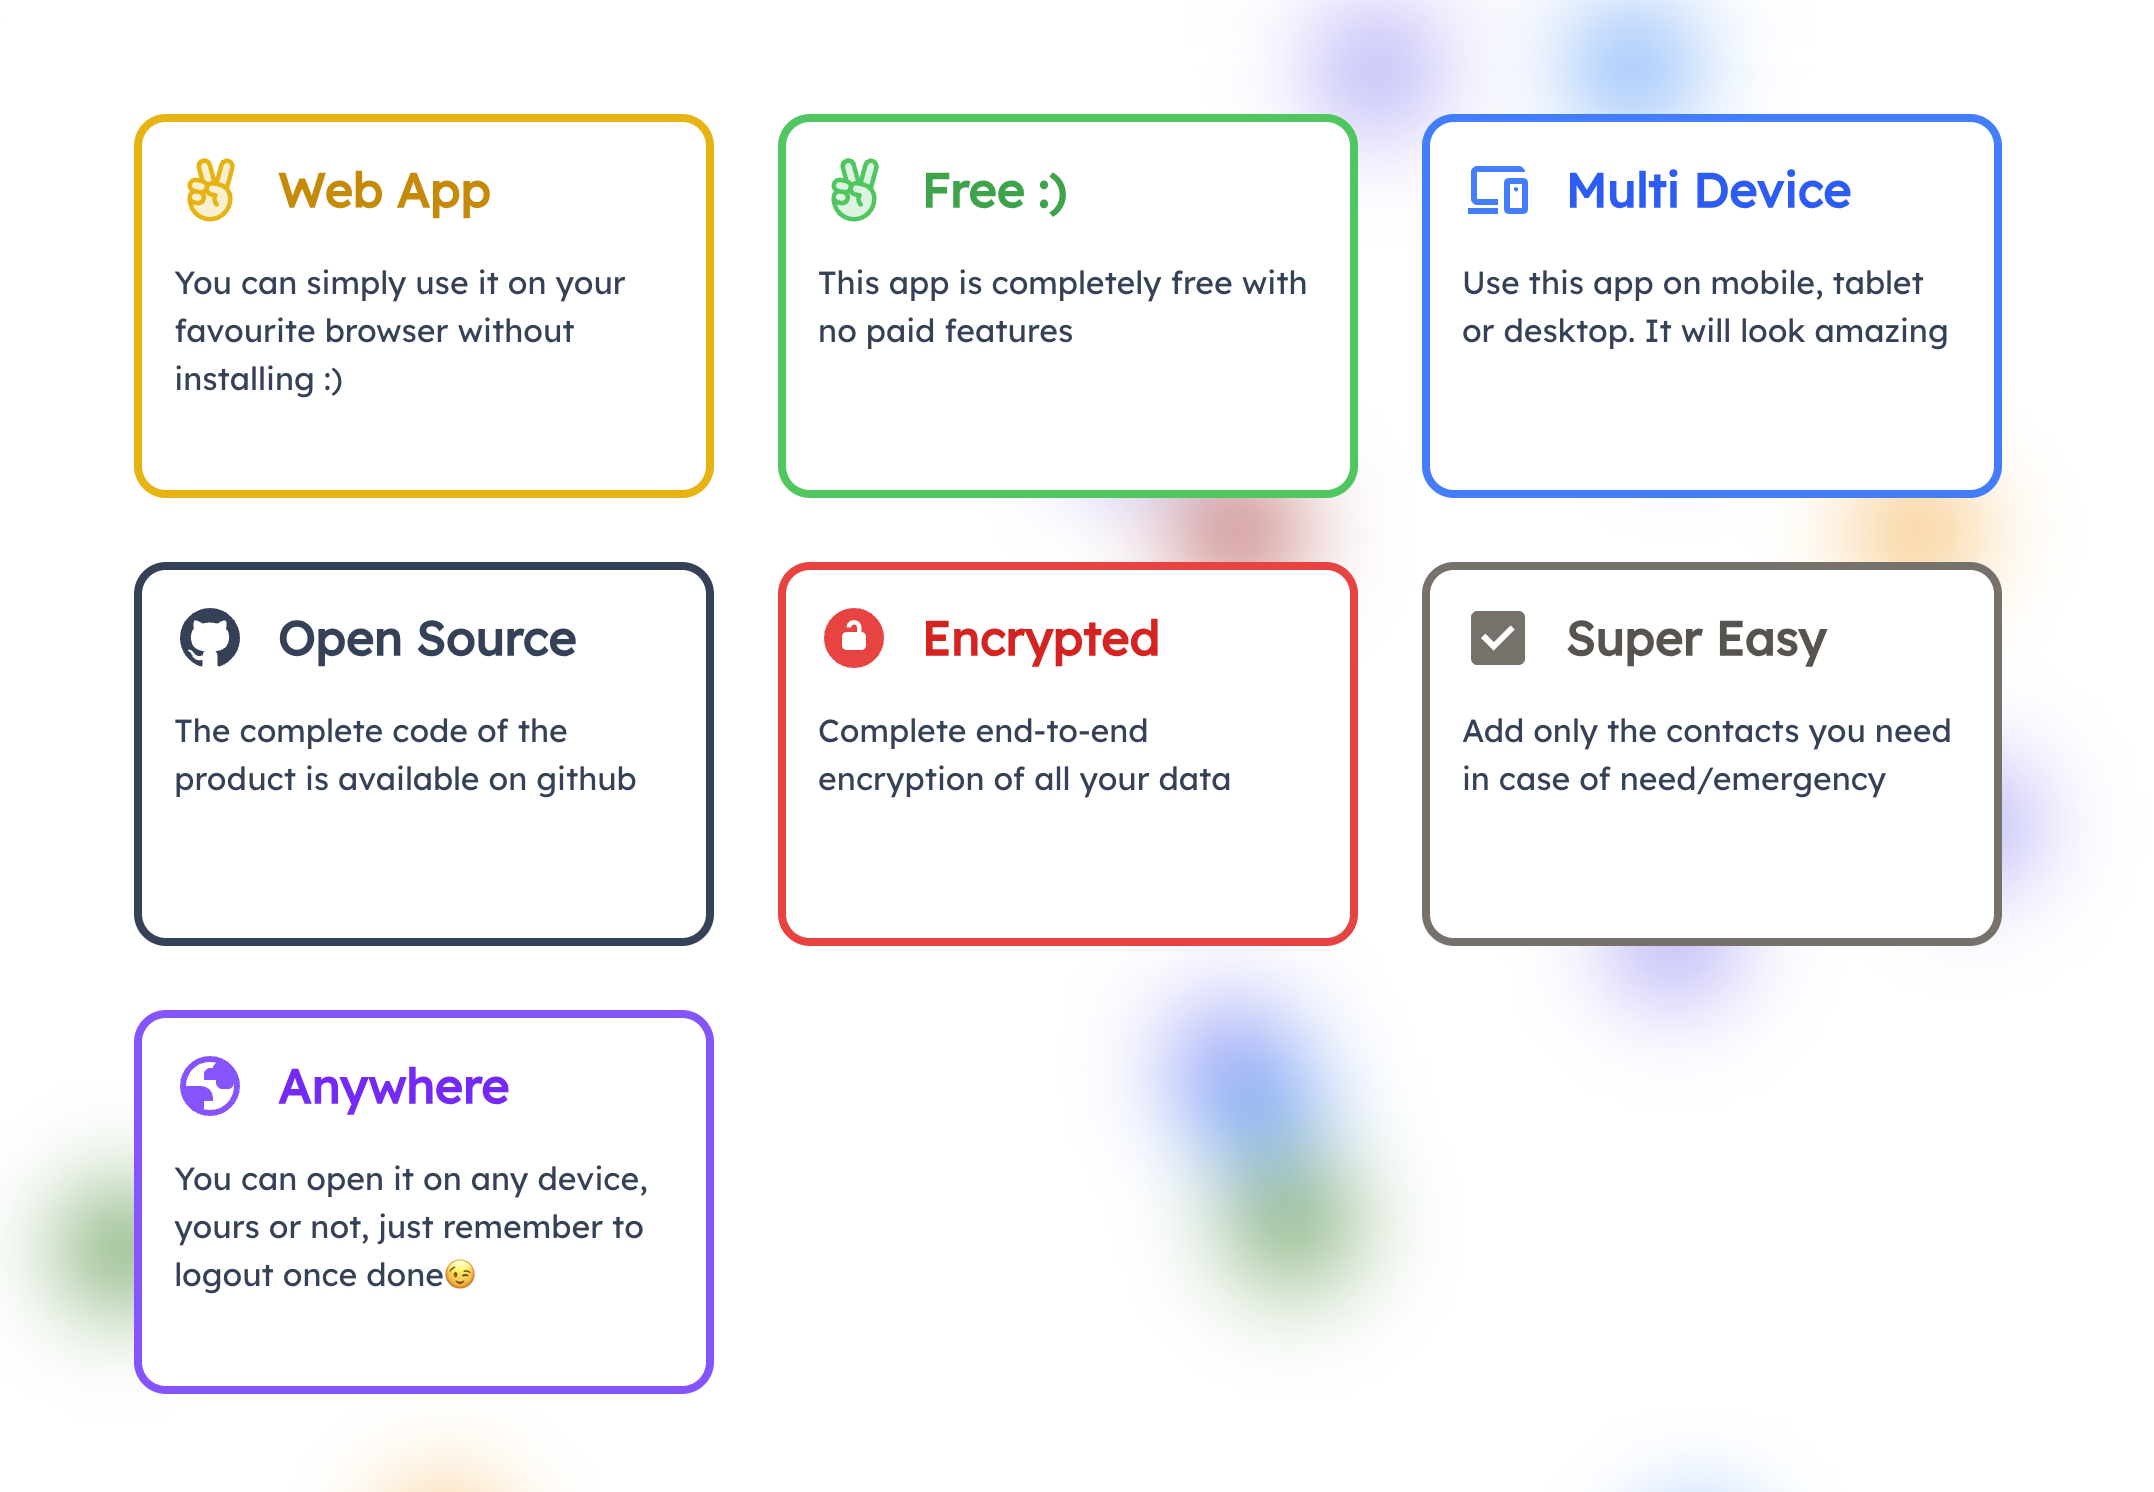 Web App
You can simply use it on your
favourite browser without
installing :)
Free :)
This app is completely free with
no paid features
Multi Device
Use this app on mobile, tablet
or desktop. It will look amazing
Open Source
The complete code of the
product is available on github
Encrypted
Complete end-to-end
encryption of all your data
Super Easy
Add only the contacts you need
in case of need/emergency
Anywhere
You can open it on any device,
yours or not, just remember to
logout once done😉